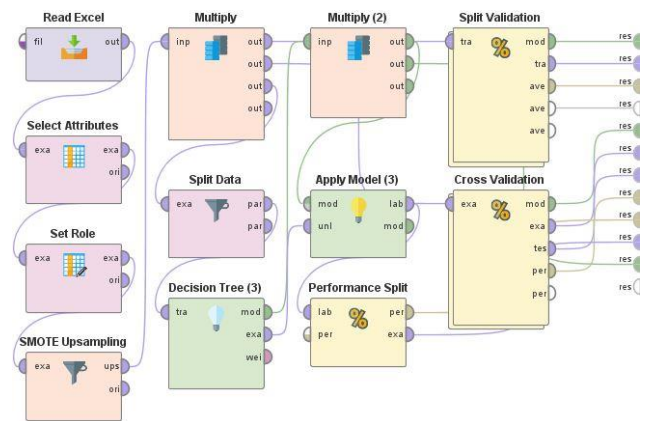 Read Excel
fil out
Select Attributes
exa exa
ori
Set Role
exa exa
ori
SMOTE Upsampling
exa ups
ori
Multiply
inp out
out
out
out
Split Data
exa par
par
Decision Tree (3)
tra mod
exa
wei
Multiply (2)
inp out
out
out
Apply Model (3)
mod lab
unl mod
Performance Split
lab per
per exa
Split Validation
tra mod
tra
ave
ave
ave
Cross Validation
exa mod
exa
tes
per
per
res
res
res
res
res
res
res
res
res
res
res
res